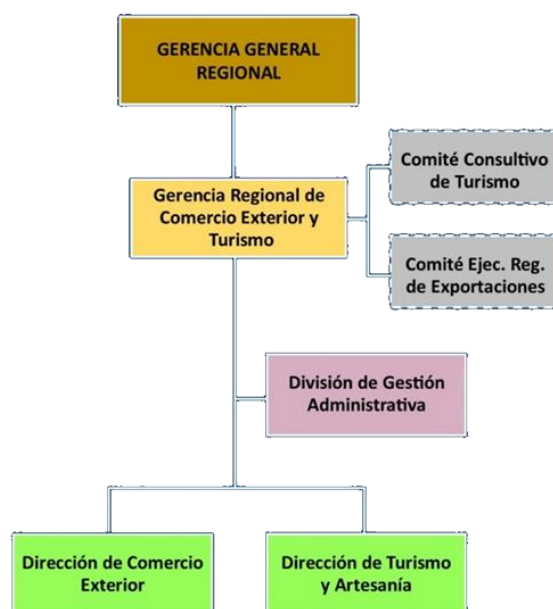 GERENCIA GENERAL
REGIONAL
Comité Consultivo
de Turismo
Gerencia Regional de
Comercio Exterior y
Turismo
Comité Ejec. Reg.
de Exportaciones
División de Gestión
Administrativa
Dirección de Comercio
Exterior
Dirección de Turismo
y Artesanía